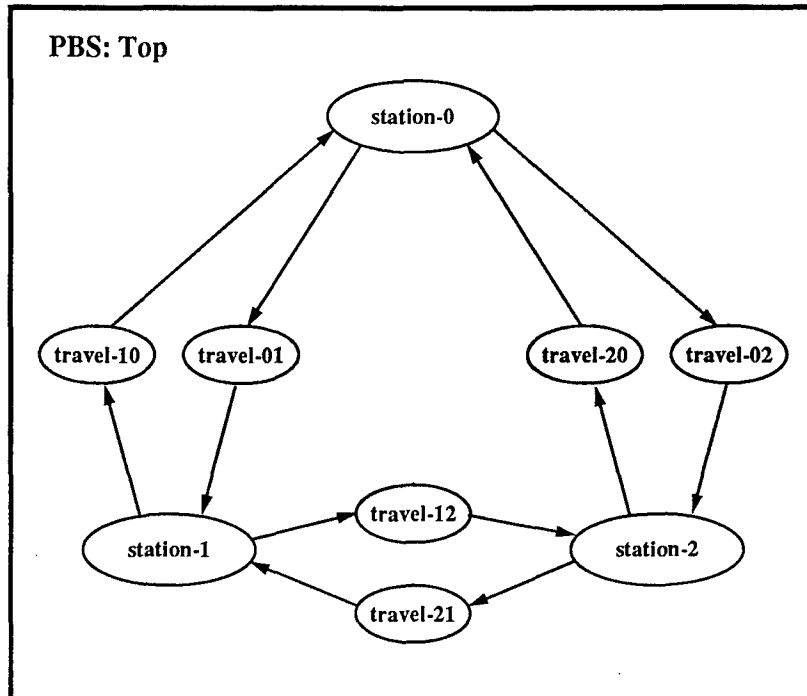 PBS: Top
station-0
travel-10
travel-01
travel-20
travel-02
travel-12
station-1
station-2
travel-21